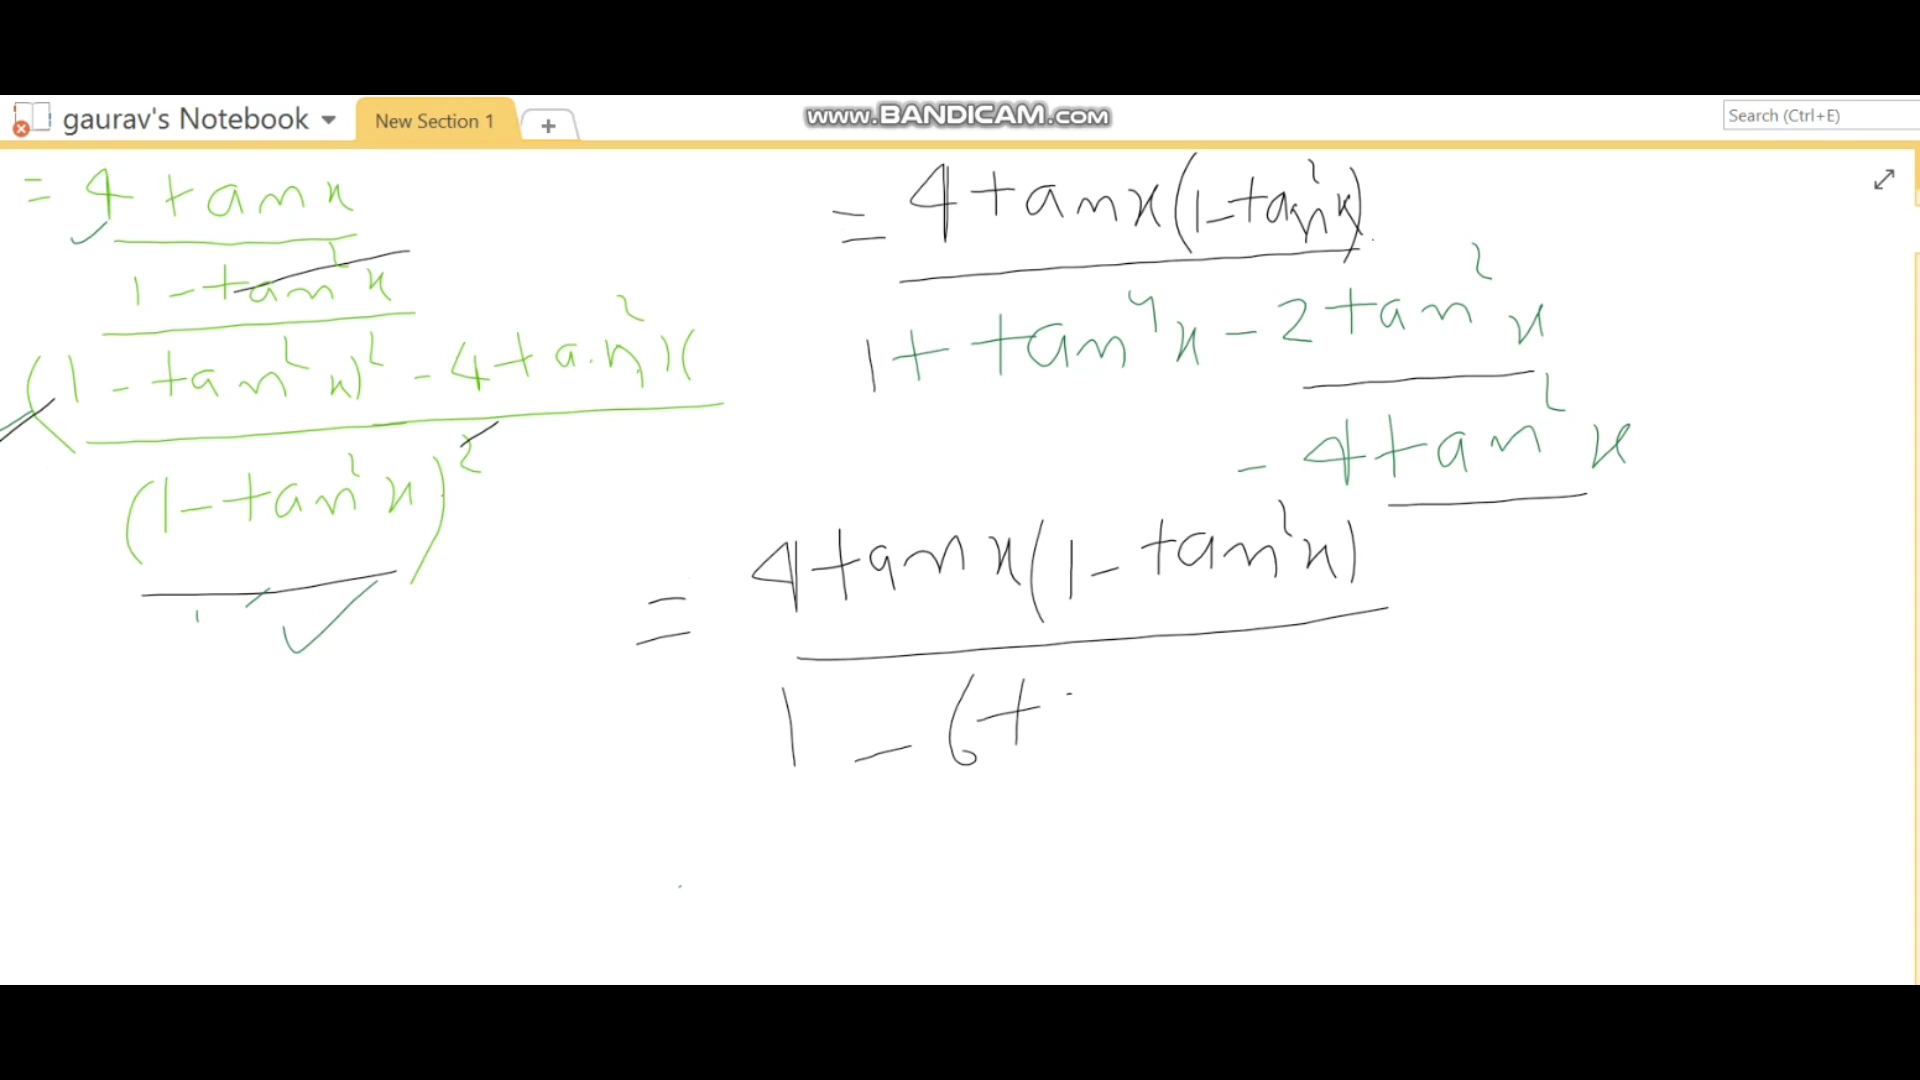 gaurav's Notebook
New Section 1
+
www.BANDICAM.com
Search (Ctrl+E)
= 4 tan x
1 - tan² x
(1 - tan² x)² - 4 tan² x
(1 - tan² x)²
= 4 tan x (1 - tan² x)
1 + tan⁴ x - 2 tan² x
- 4 tan² x
= 4 tan x (1 - tan² x)
1 - 6t